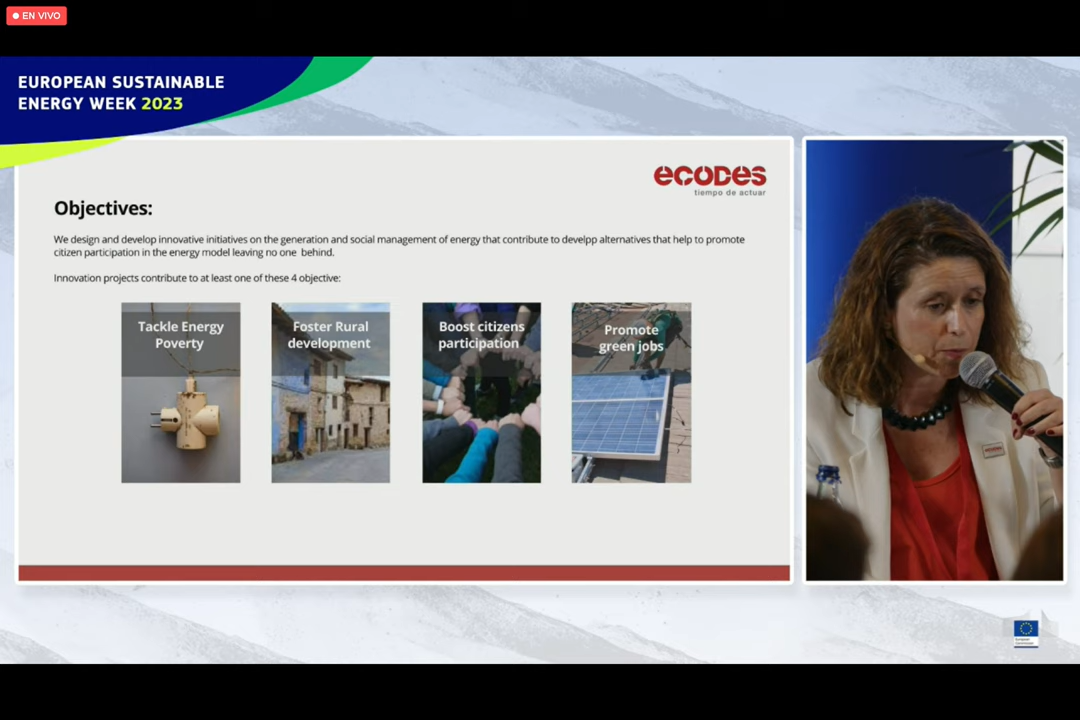 EN VIVO
EUROPEAN SUSTAINABLE
ENERGY WEEK 2023
ecodes
tiempo de actuar
Objectives:
We design and develop innovative initiatives on the generation and social management of energy that contribute to develpp alternatives that help to promote
citizen participation in the energy model leaving no one behind.
Innovation projects contribute to at least one of these 4 objective:
Tackle Energy
Poverty
Foster Rural
development
Boost citizens
participation
Promote
green jobs
European
Commission